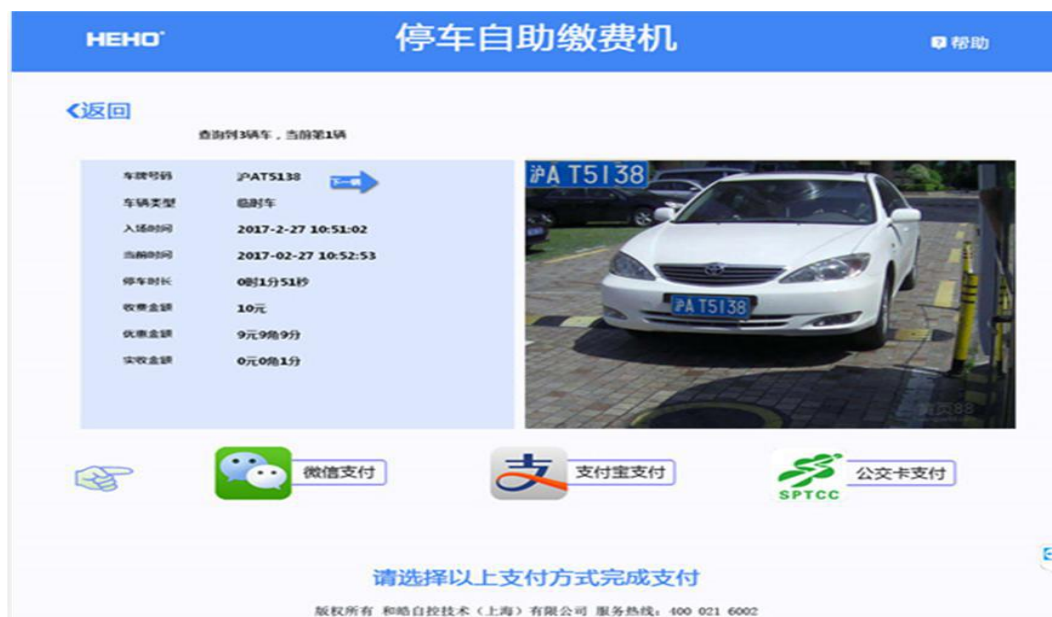 HEHO
停车自助缴费机
帮助
返回
查询到3辆车，当前第1辆
车牌号码 沪AT5138 下一辆
车辆类型 临时车
入场时间 2017-2-27 10:51:02
当前时间 2017-02-27 10:52:53
停车时长 0时1分51秒
收费金额 10元
优惠金额 9元9角9分
实收金额 0元0角1分
沪A T5138
沪A T5138
微信支付
支付宝支付
SPTCC
公交卡支付
请选择以上支付方式完成支付
版权所有 和皓自控技术（上海）有限公司 服务热线：400 021 6002